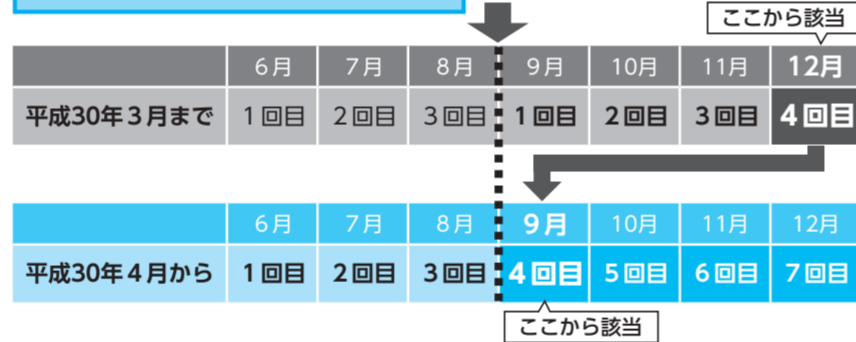 ここから該当
6月 7月 8月 9月 10月 11月 12月
平成30年3月まで 1回目 2回目 3回目 1回目 2回目 3回目 4回目
6月 7月 8月 9月 10月 11月 12月
平成30年4月から 1回目 2回目 3回目 4回目 5回目 6回目 7回目
ここから該当